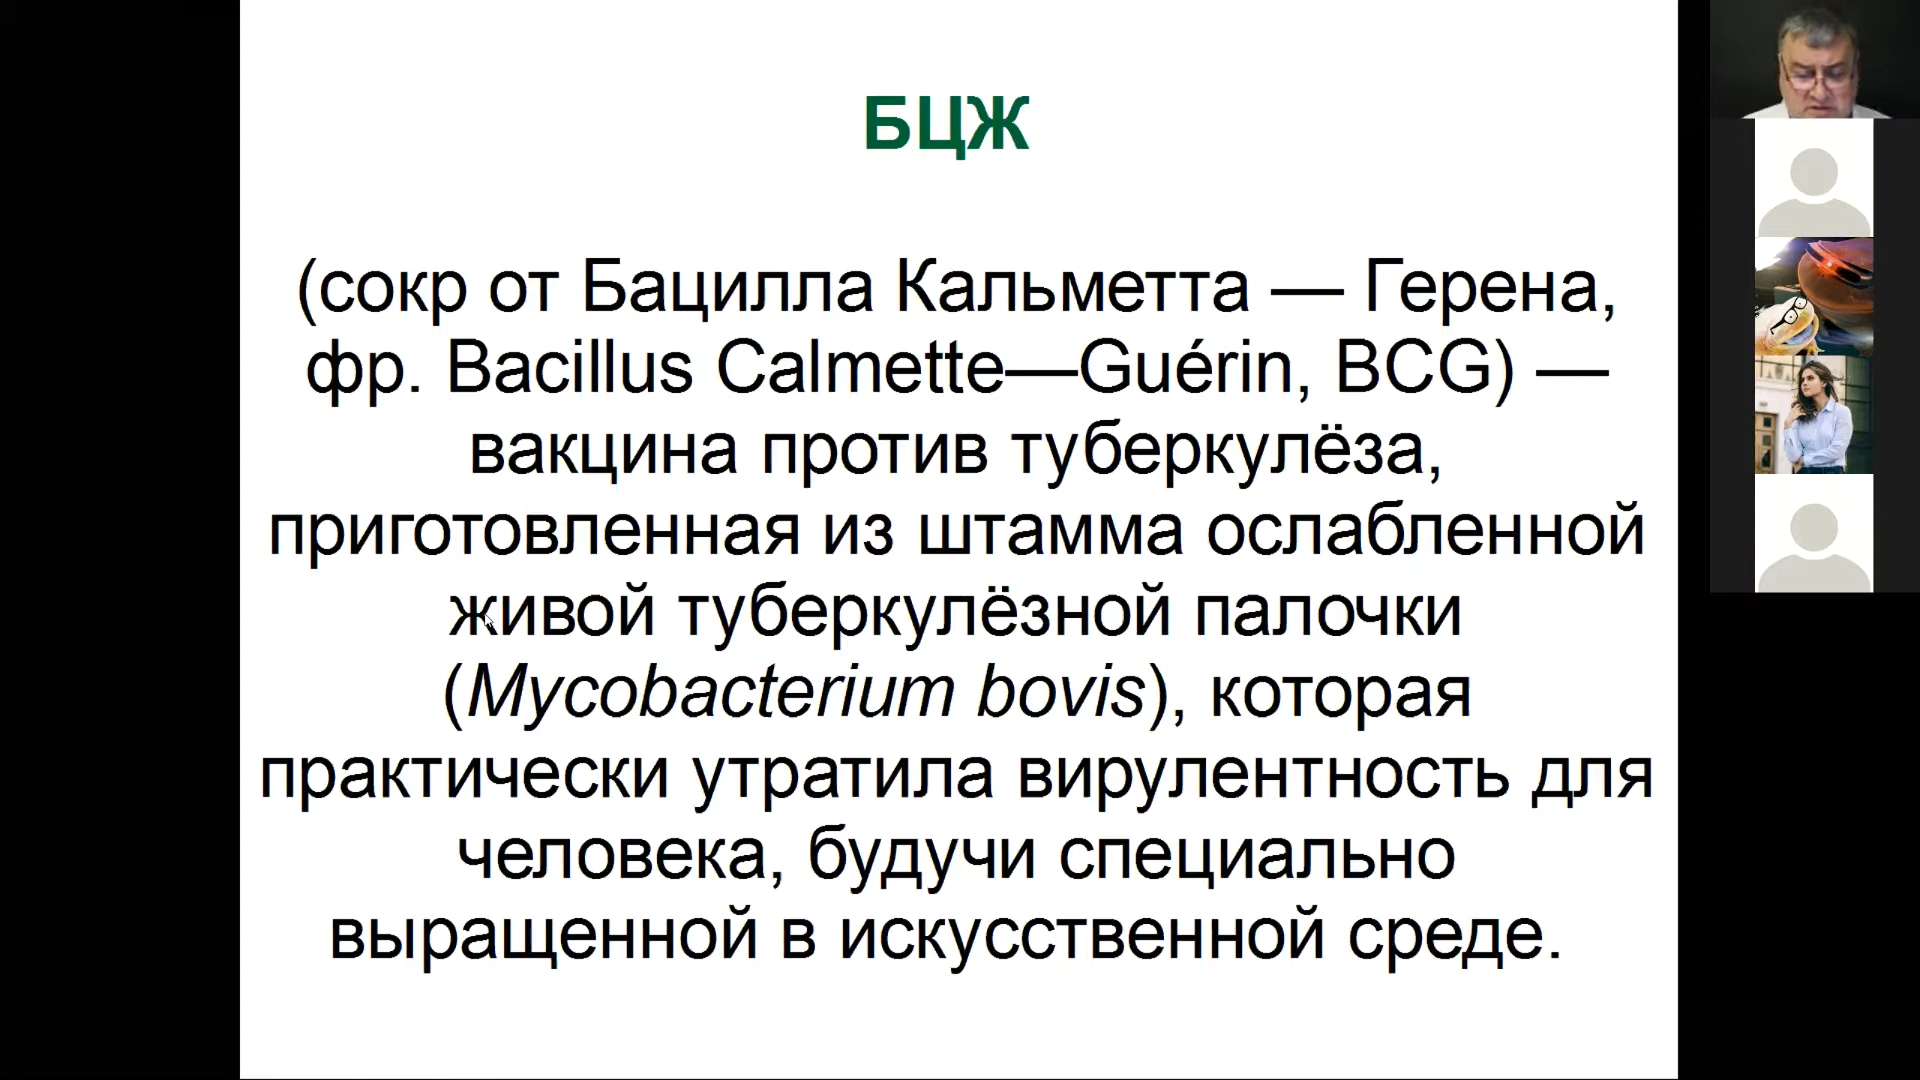 БЦЖ
(сокр от Бацилла Кальметта — Герена,
фр. Bacillus Calmette—Guérin, BCG) —
вакцина против туберкулёза,
приготовленная из штамма ослабленной
живой туберкулёзной палочки
(Mycobacterium bovis), которая
практически утратила вирулентность для
человека, будучи специально
выращенной в искусственной среде.